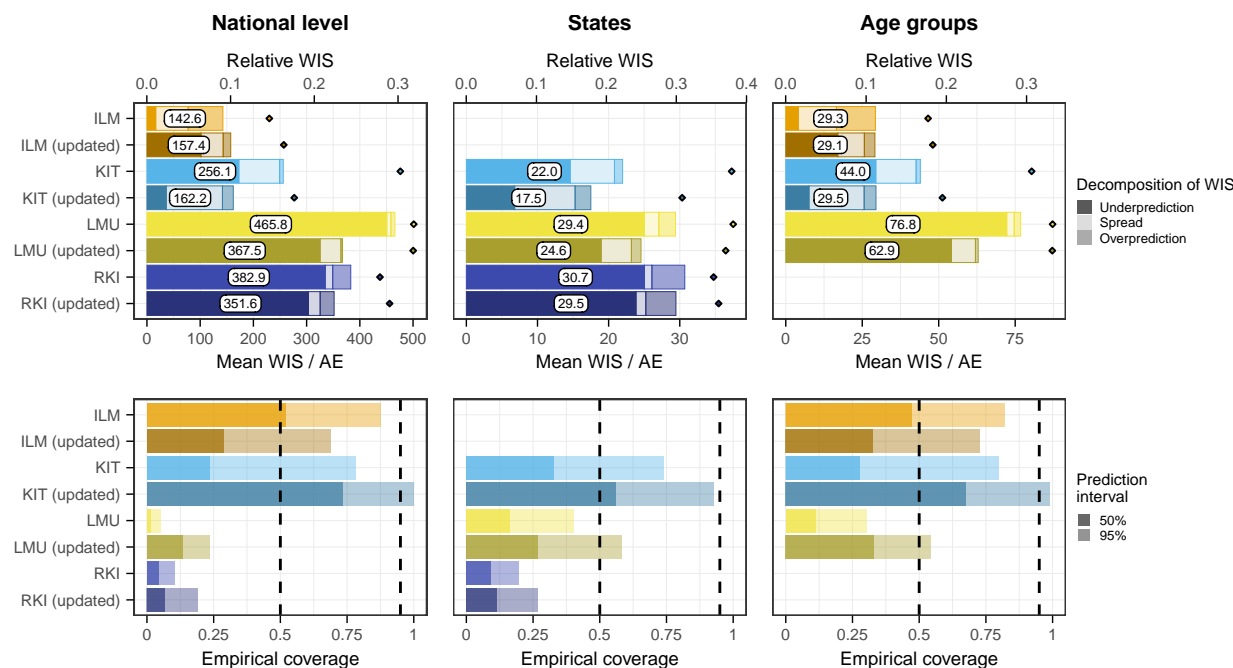 National level
States
Age groups
Relative WIS
Relative WIS
Relative WIS
0.0 0.1 0.2 0.3
0.0 0.1 0.2 0.3 0.4
0.0 0.1 0.2 0.3
ILM 142.6 29.3
ILM (updated) 157.4 29.1
KIT 256.1 22.0 44.0
KIT (updated) 162.2 17.5 29.5
LMU 465.8 29.4 76.8
LMU (updated) 367.5 24.6 62.9
RKI 382.9 30.7
RKI (updated) 351.6 29.5
0 100 200 300 400 500
0 10 20 30
0 25 50 75
Mean WIS / AE
Mean WIS / AE
Mean WIS / AE
Decomposition of WIS
Underprediction
Spread
Overprediction
ILM
ILM (updated)
KIT
KIT (updated)
LMU
LMU (updated)
RKI
RKI (updated)
0 0.25 0.5 0.75 1
0 0.25 0.5 0.75 1
0 0.25 0.5 0.75 1
Empirical coverage
Empirical coverage
Empirical coverage
Prediction
interval
50%
95%